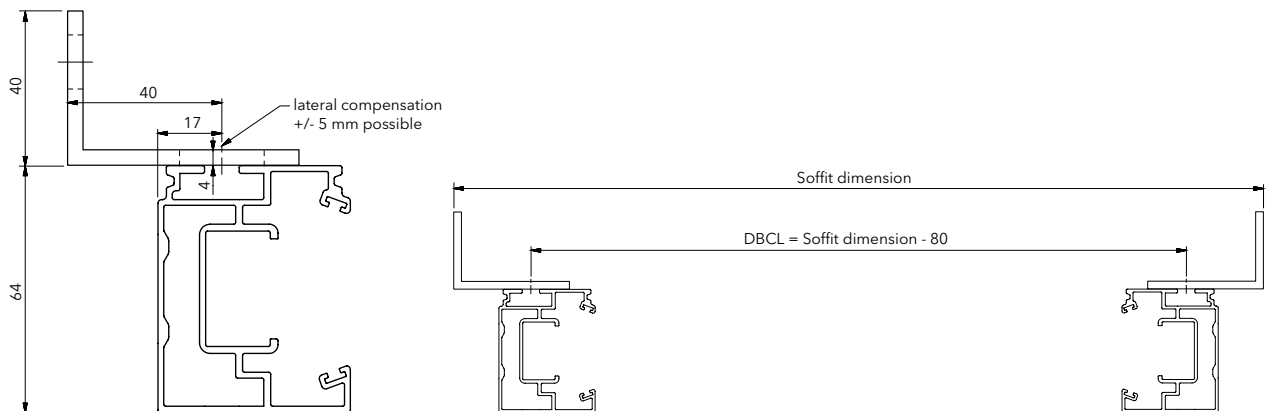 40
40
17
lateral compensation
+/- 5 mm possible
4
64
Soffit dimension
DBCL = Soffit dimension - 80